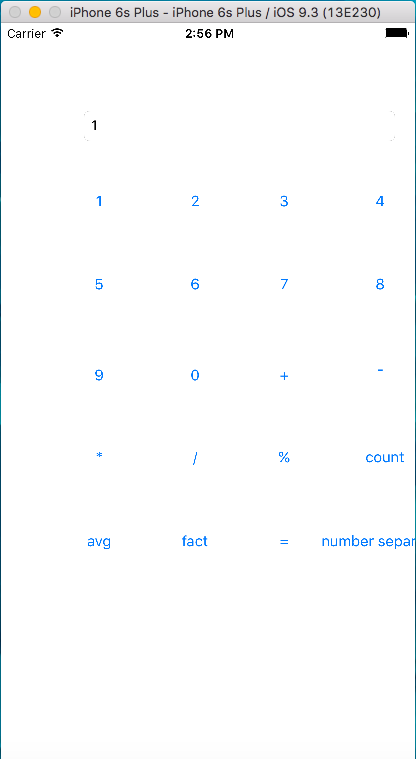 iPhone 6s Plus - iPhone 6s Plus / iOS 9.3 (13E230)
Carrier 2:56 PM
1
1 2 3 4
5 6 7 8
9 0 + -
* / % count
avg fact = number separ